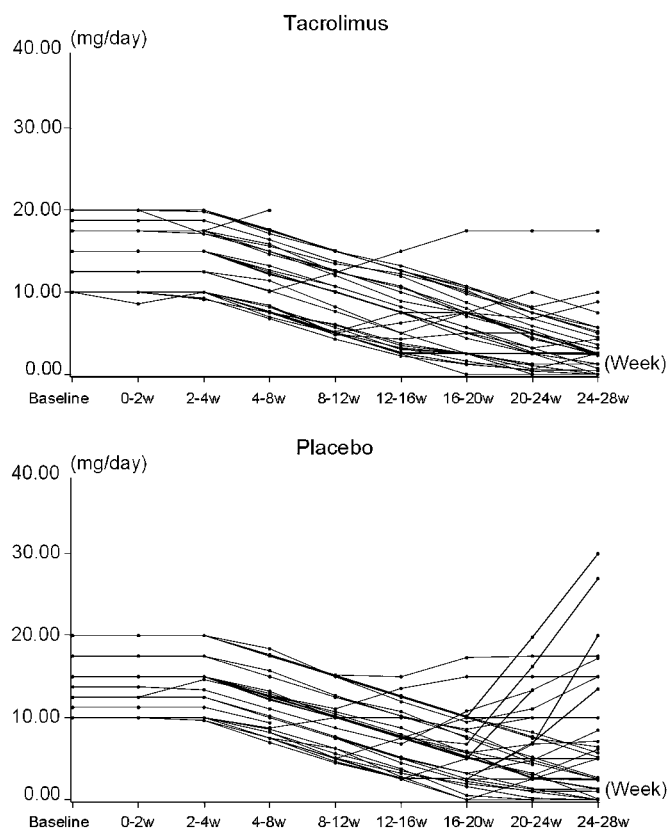 Tacrolimus
40.00 (mg/day)
30.00
20.00
10.00
0.00 (Week)
Baseline 0-2w 2-4w 4-8w 8-12w 12-16w 16-20w 20-24w 24-28w
Placebo
40.00 (mg/day)
30.00
20.00
10.00
0.00 (Week)
Baseline 0-2w 2-4w 4-8w 8-12w 12-16w 16-20w 20-24w 24-28w